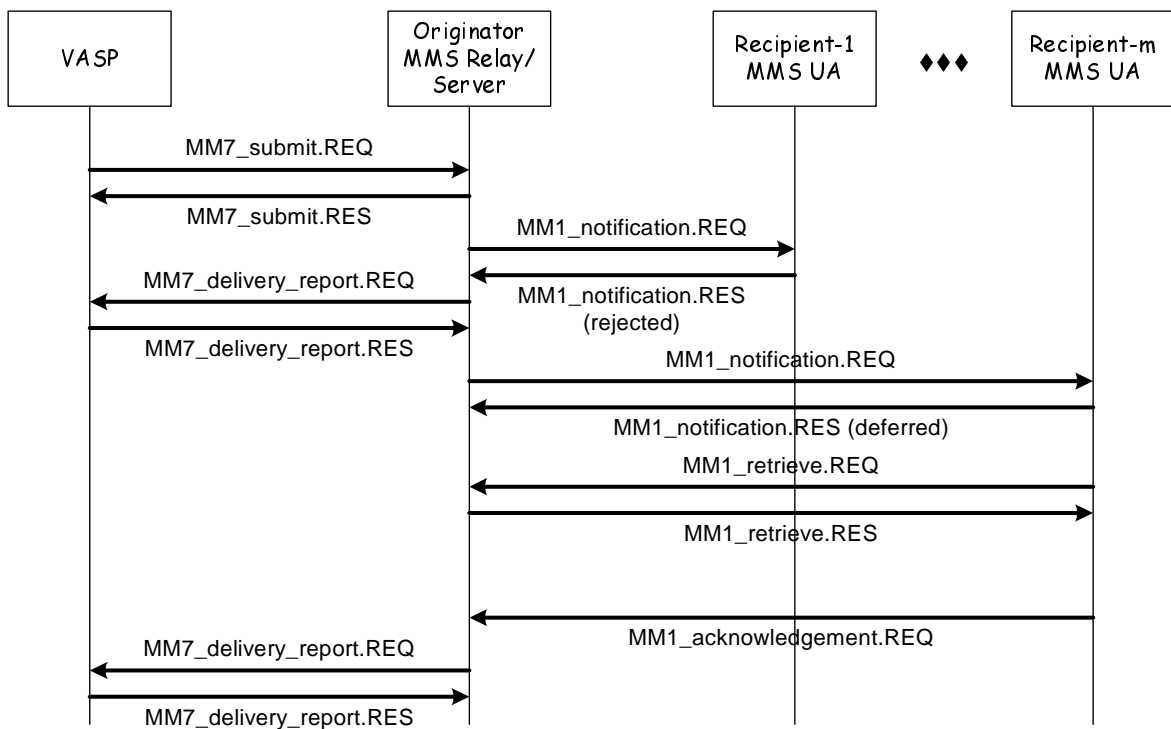 VASP
Originator
MMS Relay/
Server
Recipient-1
MMS UA
Recipient-m
MMS UA
MM7_submit.REQ
MM7_submit.RES
MM1_notification.REQ
MM7_delivery_report.REQ
MM1_notification.RES
(rejected)
MM7_delivery_report.RES
MM1_notification.REQ
MM1_notification.RES (deferred)
MM1_retrieve.REQ
MM1_retrieve.RES
MM1_acknowledgement.REQ
MM7_delivery_report.REQ
MM7_delivery_report.RES